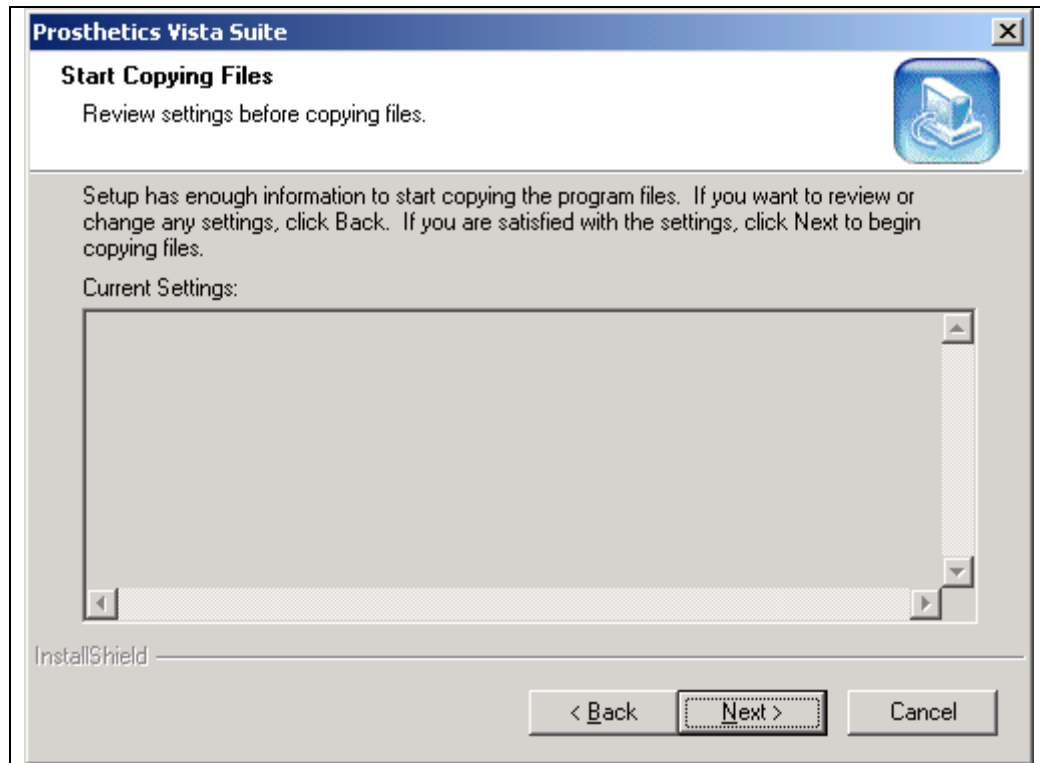 Prosthetics Vista Suite
Start Copying Files
Review settings before copying files.
Setup has enough information to start copying the program files.  If you want to review or
change any settings, click Back.  If you are satisfied with the settings, click Next to begin
copying files.
Current Settings:
InstallShield
< Back
Next >
Cancel